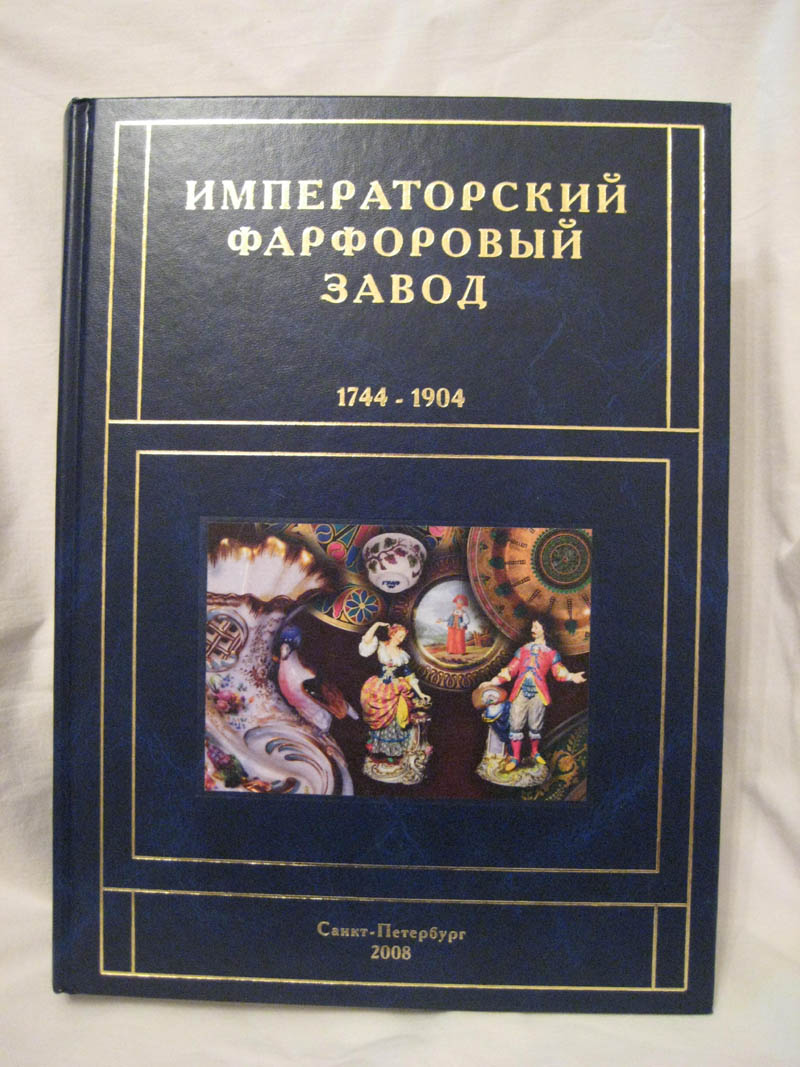 ИМПЕРАТОРСКИЙ
ФАРФОРОВЫЙ
ЗАВОД
1744 - 1904
Санкт-Петербург
2008